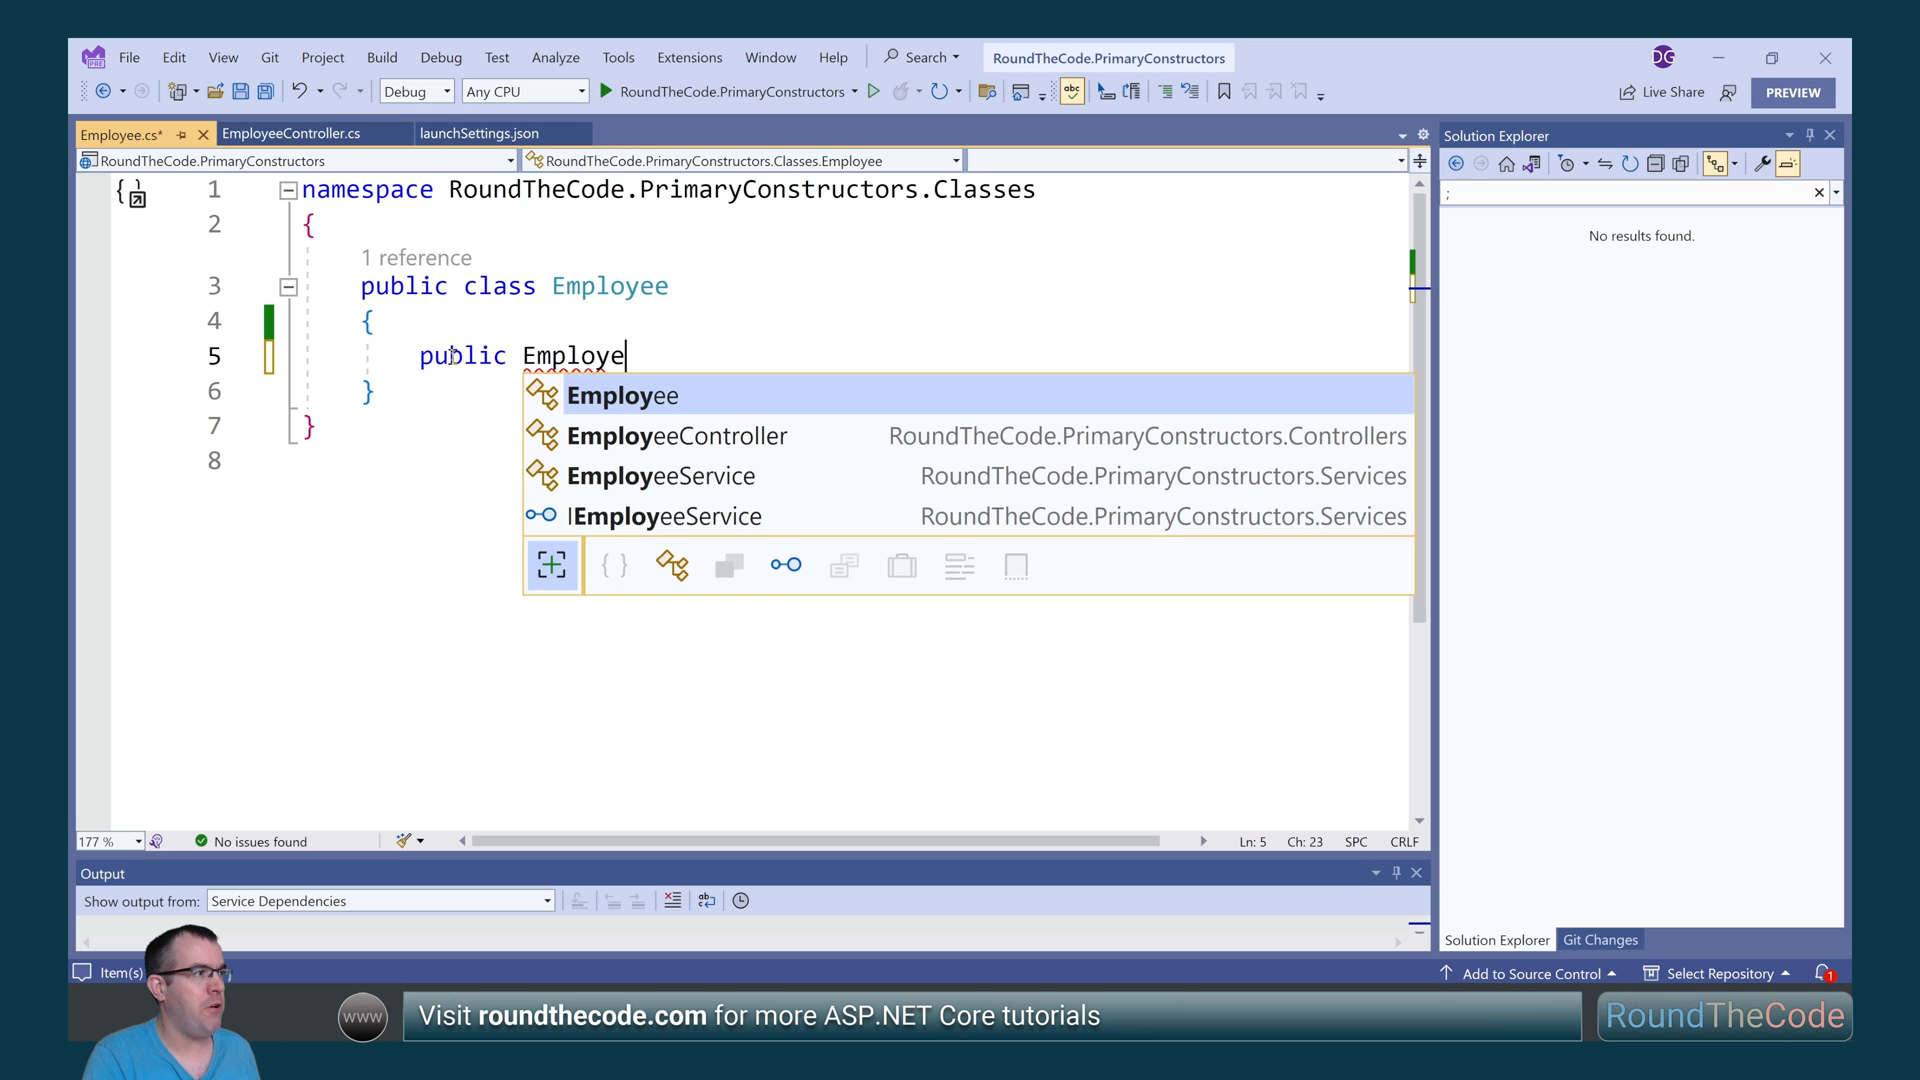 File Edit View Git Project Build Debug Test Analyze Tools Extensions Window Help Search RoundTheCode.PrimaryConstructors DG
PRE
Debug Any CPU RoundTheCode.PrimaryConstructors abc Live Share PREVIEW
Employee.cs* EmployeeController.cs launchSettings.json
RoundTheCode.PrimaryConstructors RoundTheCode.PrimaryConstructors.Classes.Employee
1 namespace RoundTheCode.PrimaryConstructors.Classes
2 {
1 reference
3 public class Employee
4 {
5 public Employe
6 }
7 }
8
Employee
EmployeeController RoundTheCode.PrimaryConstructors.Controllers
EmployeeService RoundTheCode.PrimaryConstructors.Services
IEmployeeService RoundTheCode.PrimaryConstructors.Services
177 % No issues found Ln: 5 Ch: 23 SPC CRLF
Output
Show output from: Service Dependencies
Solution Explorer
;
No results found.
Solution Explorer Git Changes
Item(s) Add to Source Control Select Repository 1
www Visit roundthecode.com for more ASP.NET Core tutorials RoundTheCode